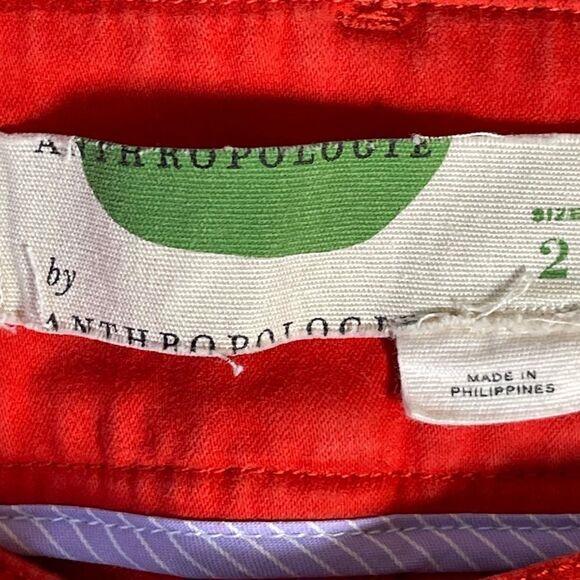 ANTHROPOLOGIE
SIZE
2
by
ANTHROPOLOGIE
MADE IN
PHILIPPINES